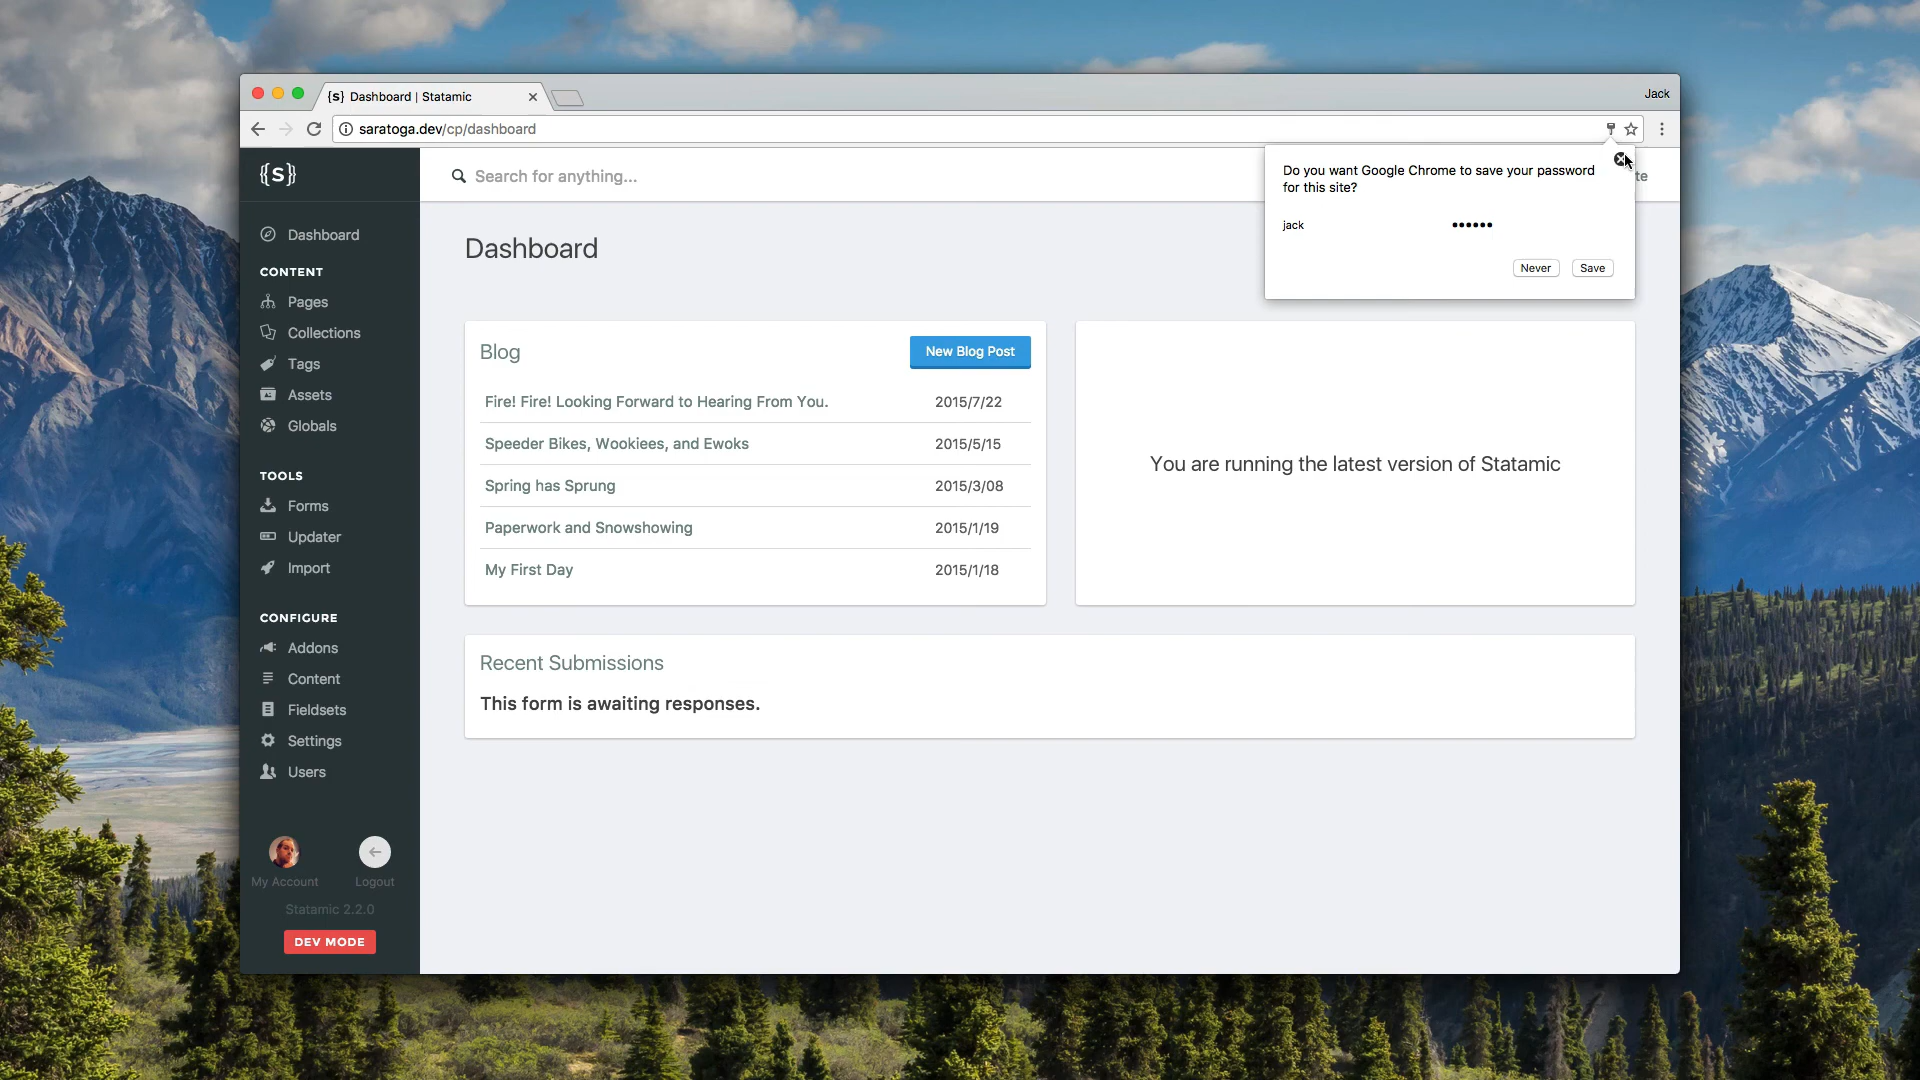 {s} Dashboard | Statamic
Jack
saratoga.dev/cp/dashboard
{{s}}
Search for anything...
te
Do you want Google Chrome to save your password
for this site?
jack ••••••
Never Save
Dashboard
CONTENT
Pages
Collections
Tags
Assets
Globals
TOOLS
Forms
Updater
Import
CONFIGURE
Addons
Content
Fieldsets
Settings
Users
My Account Logout
Statamic 2.2.0
DEV MODE
Dashboard
Blog New Blog Post
Fire! Fire! Looking Forward to Hearing From You. 2015/7/22
Speeder Bikes, Wookiees, and Ewoks 2015/5/15
Spring has Sprung 2015/3/08
Paperwork and Snowshowing 2015/1/19
My First Day 2015/1/18
You are running the latest version of Statamic
Recent Submissions
This form is awaiting responses.